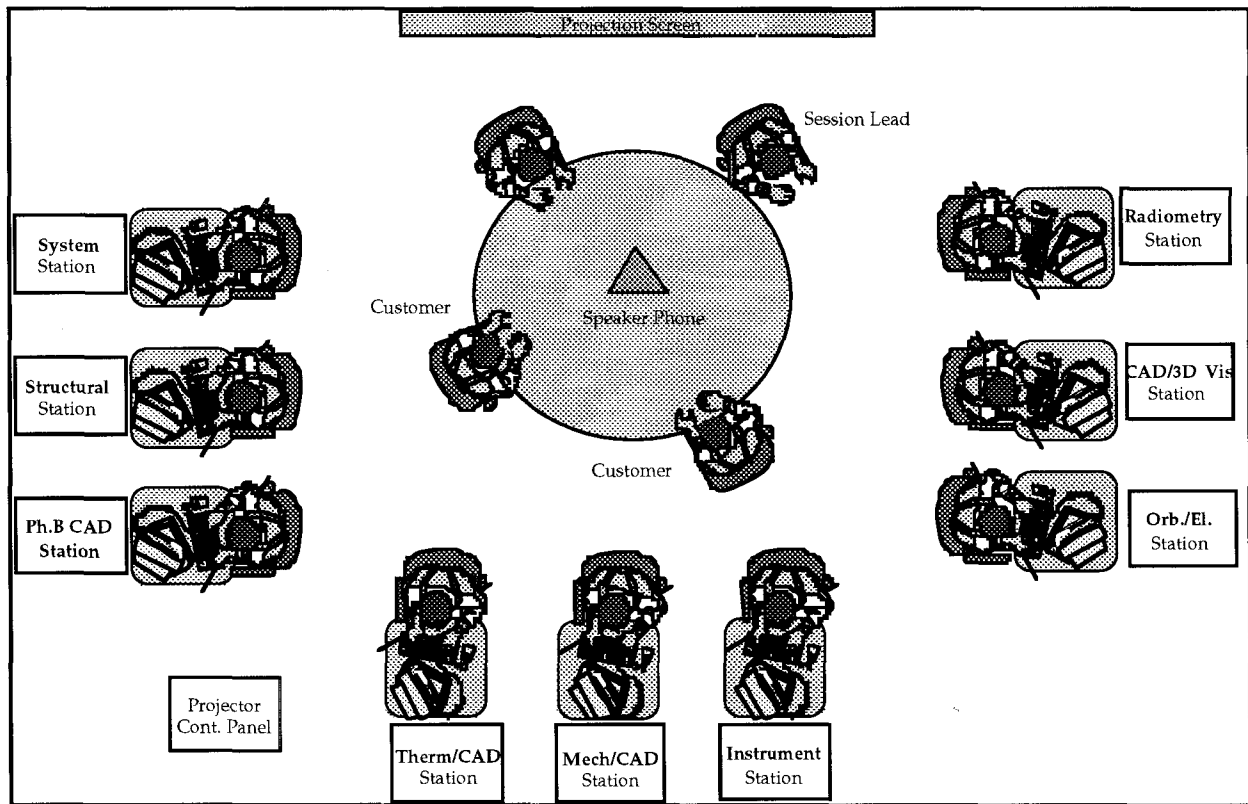 Projection Screen
Session Lead
System
Station
Radiometry
Station
Customer
Speaker Phone
Structural
Station
CAD/3D Vis
Station
Customer
Ph.B CAD
Station
Orb./El.
Station
Projector
Cont. Panel
Therm/CAD
Station
Mech/CAD
Station
Instrument
Station